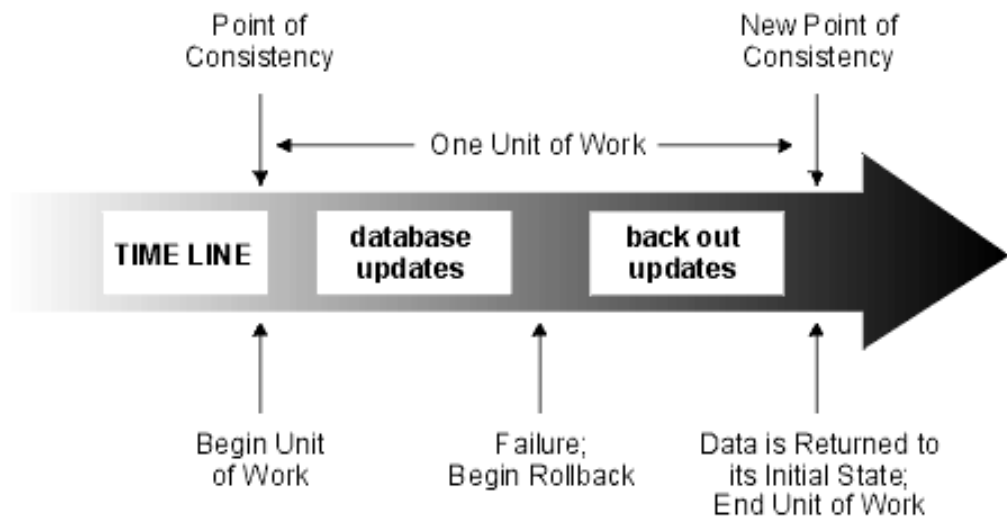 Point of
Consistency
New Point of
Consistency
One Unit of Work
TIME LINE
database
updates
back out
updates
Begin Unit
of Work
Failure;
Begin Rollback
Data is Returned to
its Initial State;
End Unit of Work